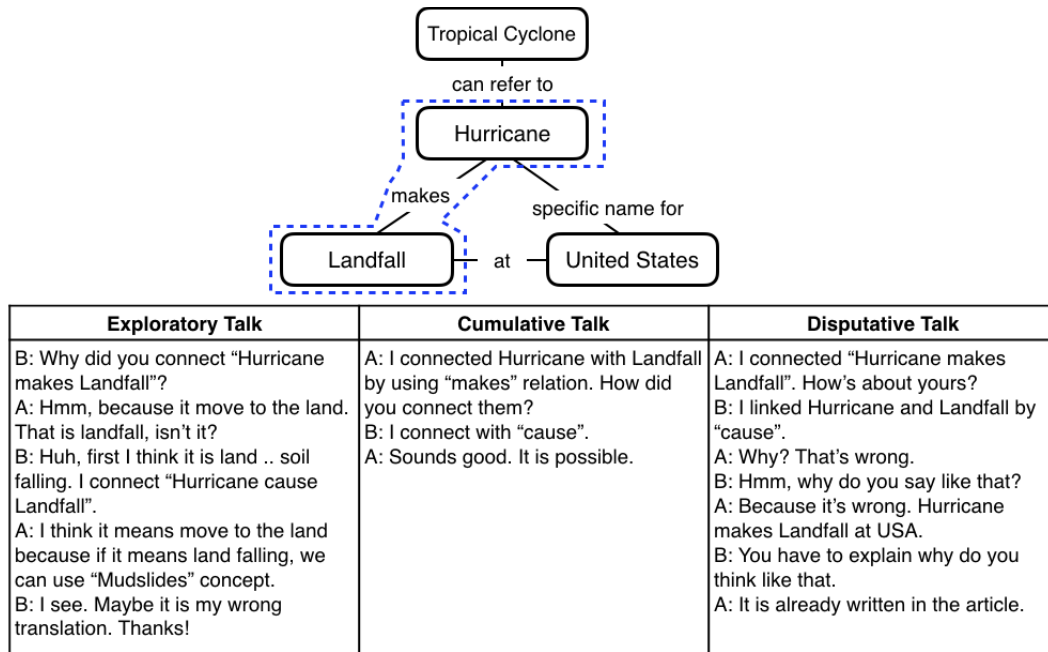 Tropical Cyclone
can refer to
Hurricane
makes
specific name for
Landfall
at
United States
Exploratory Talk
B: Why did you connect “Hurricane
makes Landfall”?
A: Hmm, because it move to the land.
That is landfall, isn’t it?
B: Huh, first I think it is land .. soil
falling. I connect “Hurricane cause
Landfall”.
A: I think it means move to the land
because if it means land falling, we
can use “Mudslides” concept.
B: I see. Maybe it is my wrong
translation. Thanks!
Cumulative Talk
A: I connected Hurricane with Landfall
by using “makes” relation. How did
you connect them?
B: I connect with “cause”.
A: Sounds good. It is possible.
Disputative Talk
A: I connected “Hurricane makes
Landfall”. How’s about yours?
B: I linked Hurricane and Landfall by
“cause”.
A: Why? That’s wrong.
B: Hmm, why do you say like that?
A: Because it’s wrong. Hurricane
makes Landfall at USA.
B: You have to explain why do you
think like that.
A: It is already written in the article.